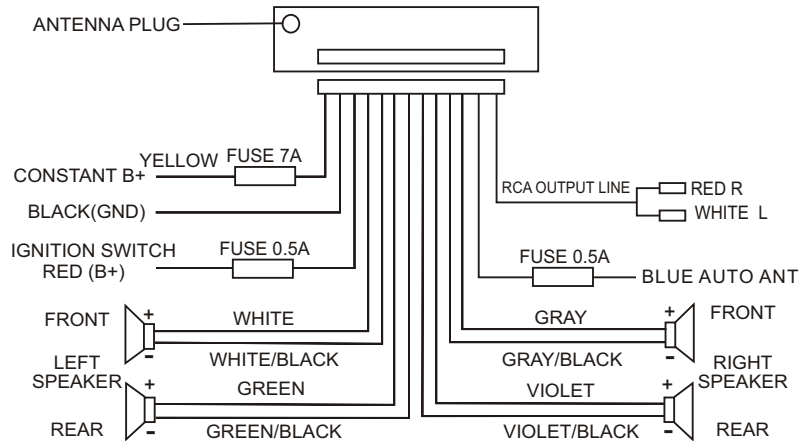 ANTENNA PLUG
YELLOW FUSE 7A
CONSTANT B+
BLACK(GND)
IGNITION SWITCH
RED (B+)
FUSE 0.5A
RCA OUTPUT LINE
RED R
WHITE L
FUSE 0.5A
BLUE AUTO ANT
FRONT
+
-
WHITE
WHITE/BLACK
LEFT
SPEAKER
REAR
+
-
GREEN
GREEN/BLACK
GRAY
GRAY/BLACK
+
-
FRONT
RIGHT
SPEAKER
VIOLET
VIOLET/BLACK
+
-
REAR